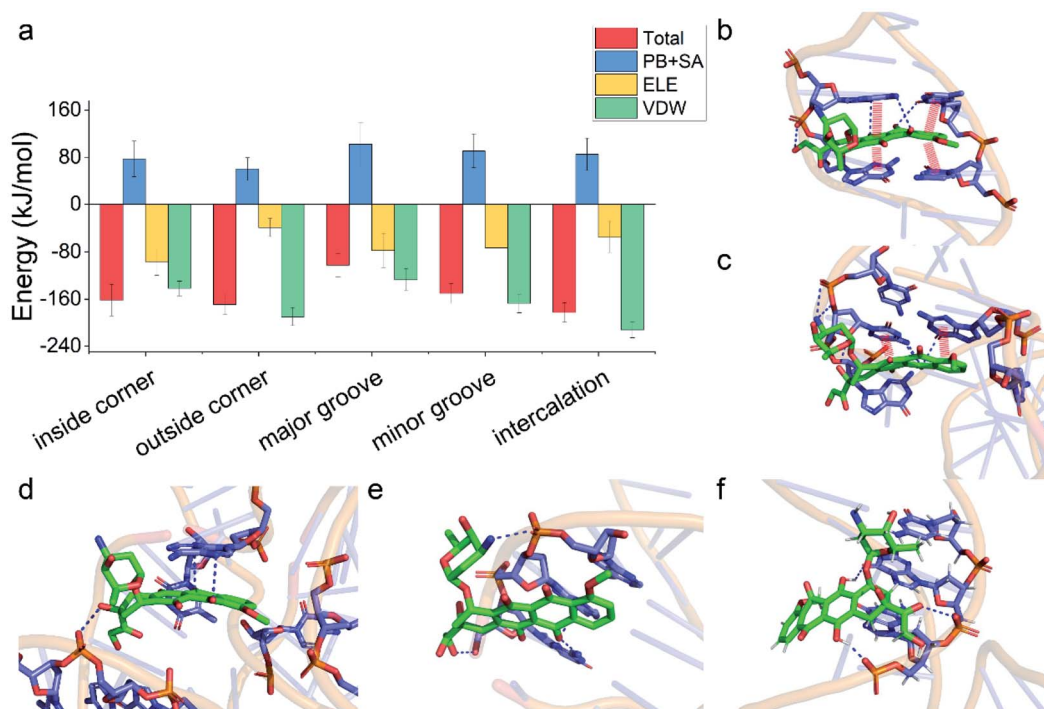 a
Total
PB+SA
ELE
VDW
160
80
0
-80
-160
-240
Energy (kJ/mol)
inside corner
outside corner
major groove
minor groove
intercalation
b
c
d
e
f